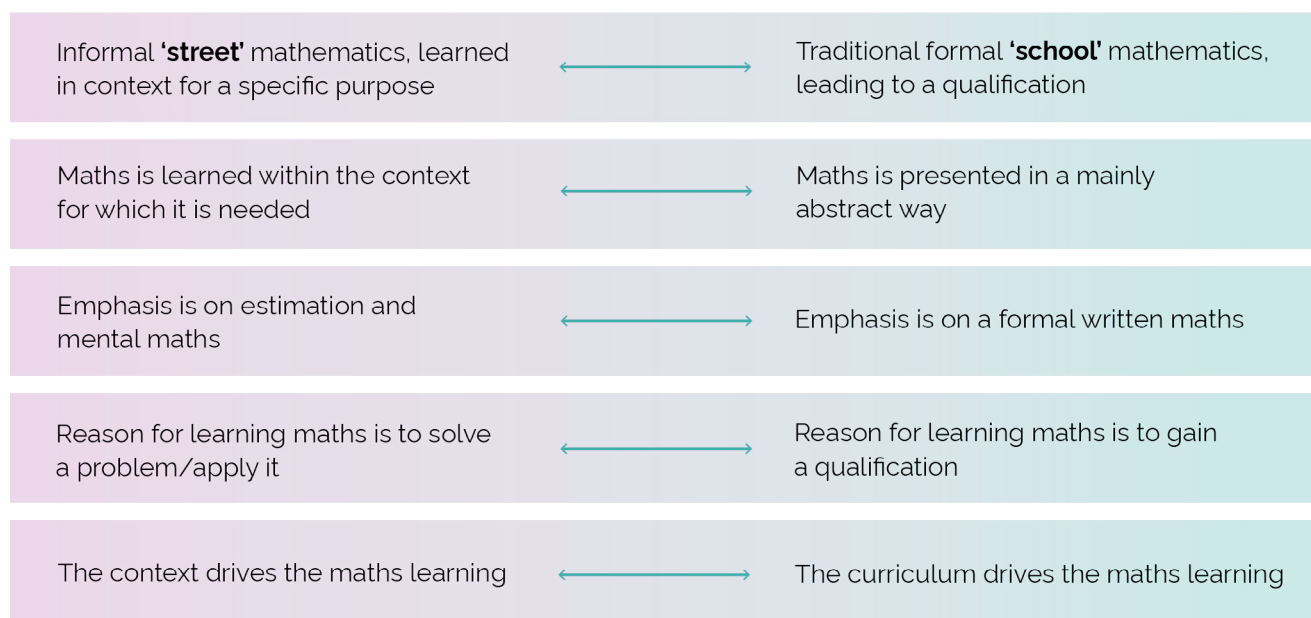 Informal ‘street’ mathematics, learned
in context for a specific purpose
Traditional formal ‘school’ mathematics,
leading to a qualification
Maths is learned within the context
for which it is needed
Maths is presented in a mainly
abstract way
Emphasis is on estimation and
mental maths
Emphasis is on a formal written maths
Reason for learning maths is to solve
a problem/apply it
Reason for learning maths is to gain
a qualification
The context drives the maths learning
The curriculum drives the maths learning